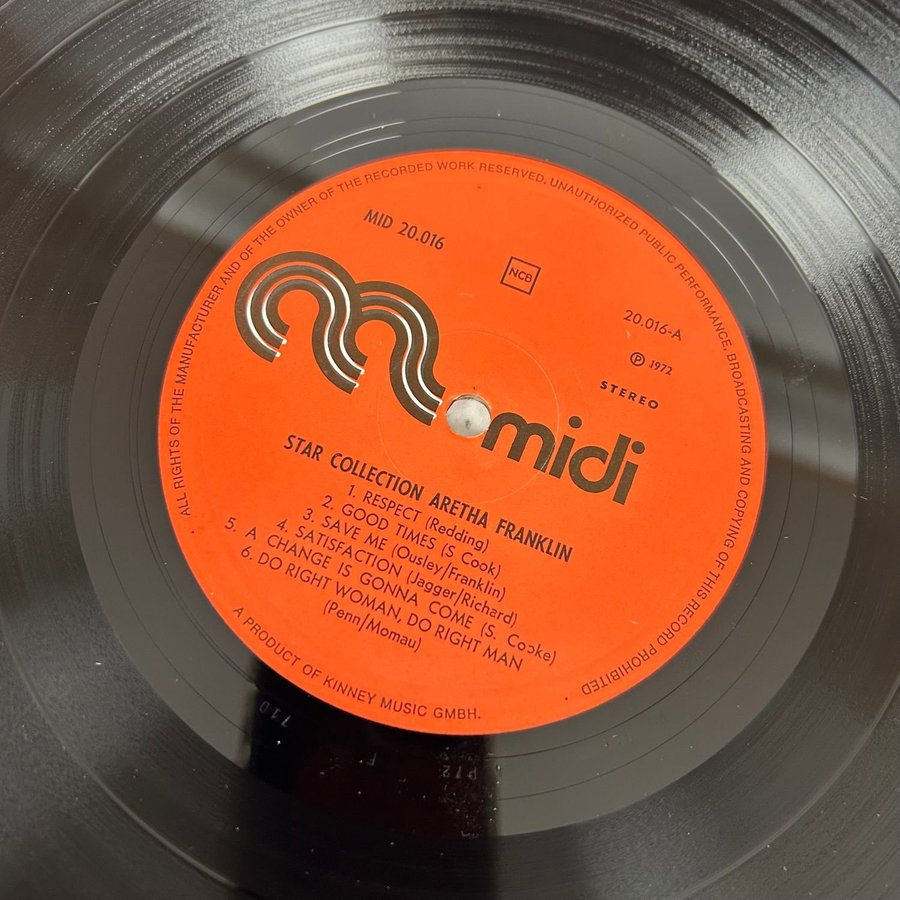 ALL RIGHTS OF THE MANUFACTURER AND OF THE OWNER OF THE RECORDED WORK RESERVED. UNAUTHORIZED PUBLIC PERFORMANCE, BROADCASTING AND COPYING OF THIS RECORD PROHIBITED
MID 20.016
NCB
20.016-A
Ⓟ 1972
STEREO
midi
STAR COLLECTION ARETHA FRANKLIN
1. RESPECT (Redding)
2. GOOD TIMES (S Cook)
3. SAVE ME (Ousley/Franklin)
4. SATISFACTION (Jagger/Richard)
5. A CHANGE IS GONNA COME (S. Cooke)
6. DO RIGHT WOMAN, DO RIGHT MAN
(Penn/Momau)
A PRODUCT OF KINNEY MUSIC GMBH.
710